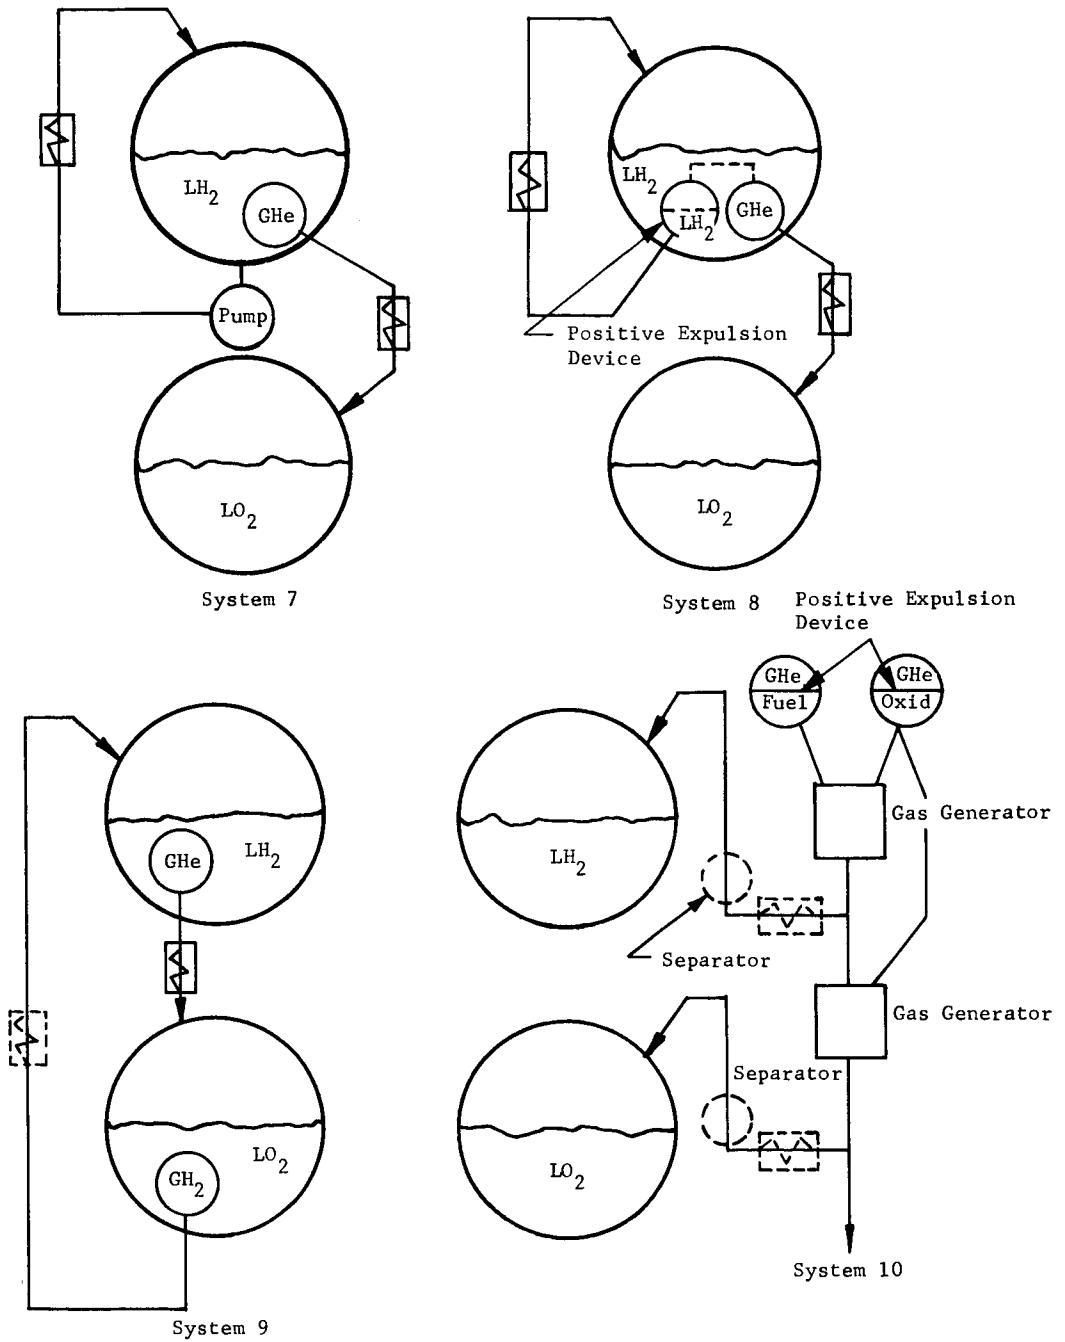 LH2
GHe
Pump
LO2
System 7
LH2
LH2
GHe
Positive Expulsion
Device
LO2
System 8
Positive Expulsion
Device
GHe
Fuel
GHe
Oxid
Gas Generator
LH2
Separator
Gas Generator
Separator
LO2
System 10
GHe
LH2
LO2
GH2
System 9